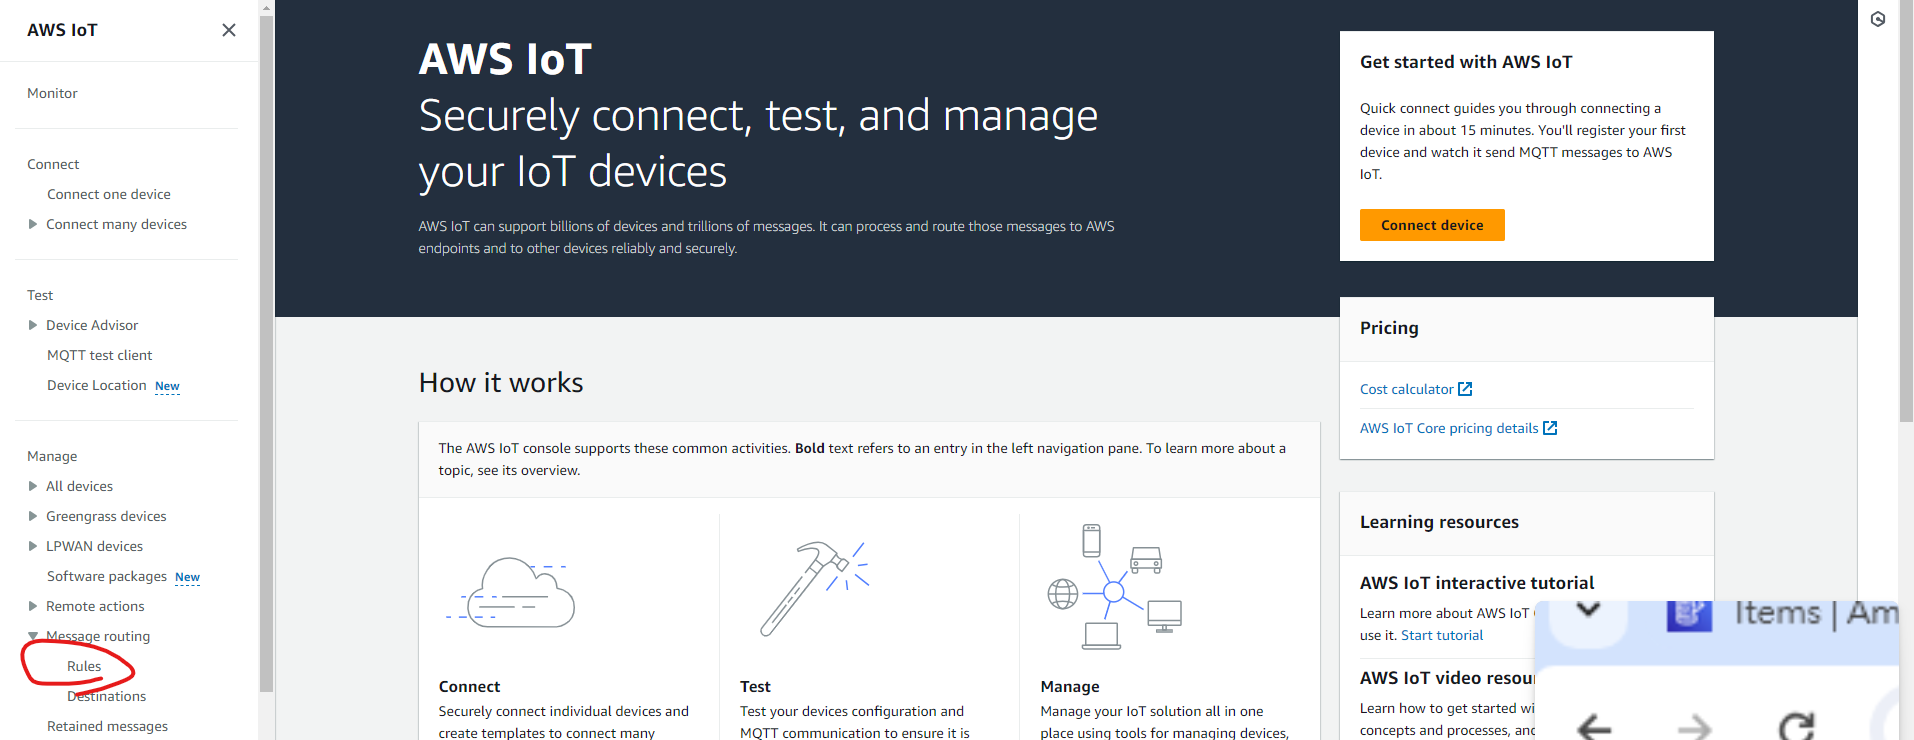 AWS IoT
Monitor
Connect
Connect one device
Connect many devices
Test
Device Advisor
MQTT test client
Device Location New
Manage
All devices
Greengrass devices
LPWAN devices
Software packages New
Remote actions
Message routing
Rules
Destinations
Retained messages
AWS IoT
Securely connect, test, and manage
your IoT devices
AWS IoT can support billions of devices and trillions of messages. It can process and route those messages to AWS
endpoints and to other devices reliably and securely.
How it works
The AWS IoT console supports these common activities. Bold text refers to an entry in the left navigation pane. To learn more about a
topic, see its overview.
Connect
Securely connect individual devices and
create templates to connect many
Test
Test your devices configuration and
MQTT communication to ensure it is
Manage
Manage your IoT solution all in one
place using tools for managing devices,
Get started with AWS IoT
Quick connect guides you through connecting a
device in about 15 minutes. You'll register your first
device and watch it send MQTT messages to AWS
IoT.
Connect device
Pricing
Cost calculator
AWS IoT Core pricing details
Learning resources
AWS IoT interactive tutorial
Learn more about AWS IoT
use it. Start tutorial
AWS IoT video resou
Learn how to get started wi
concepts and processes, and
Items | Am